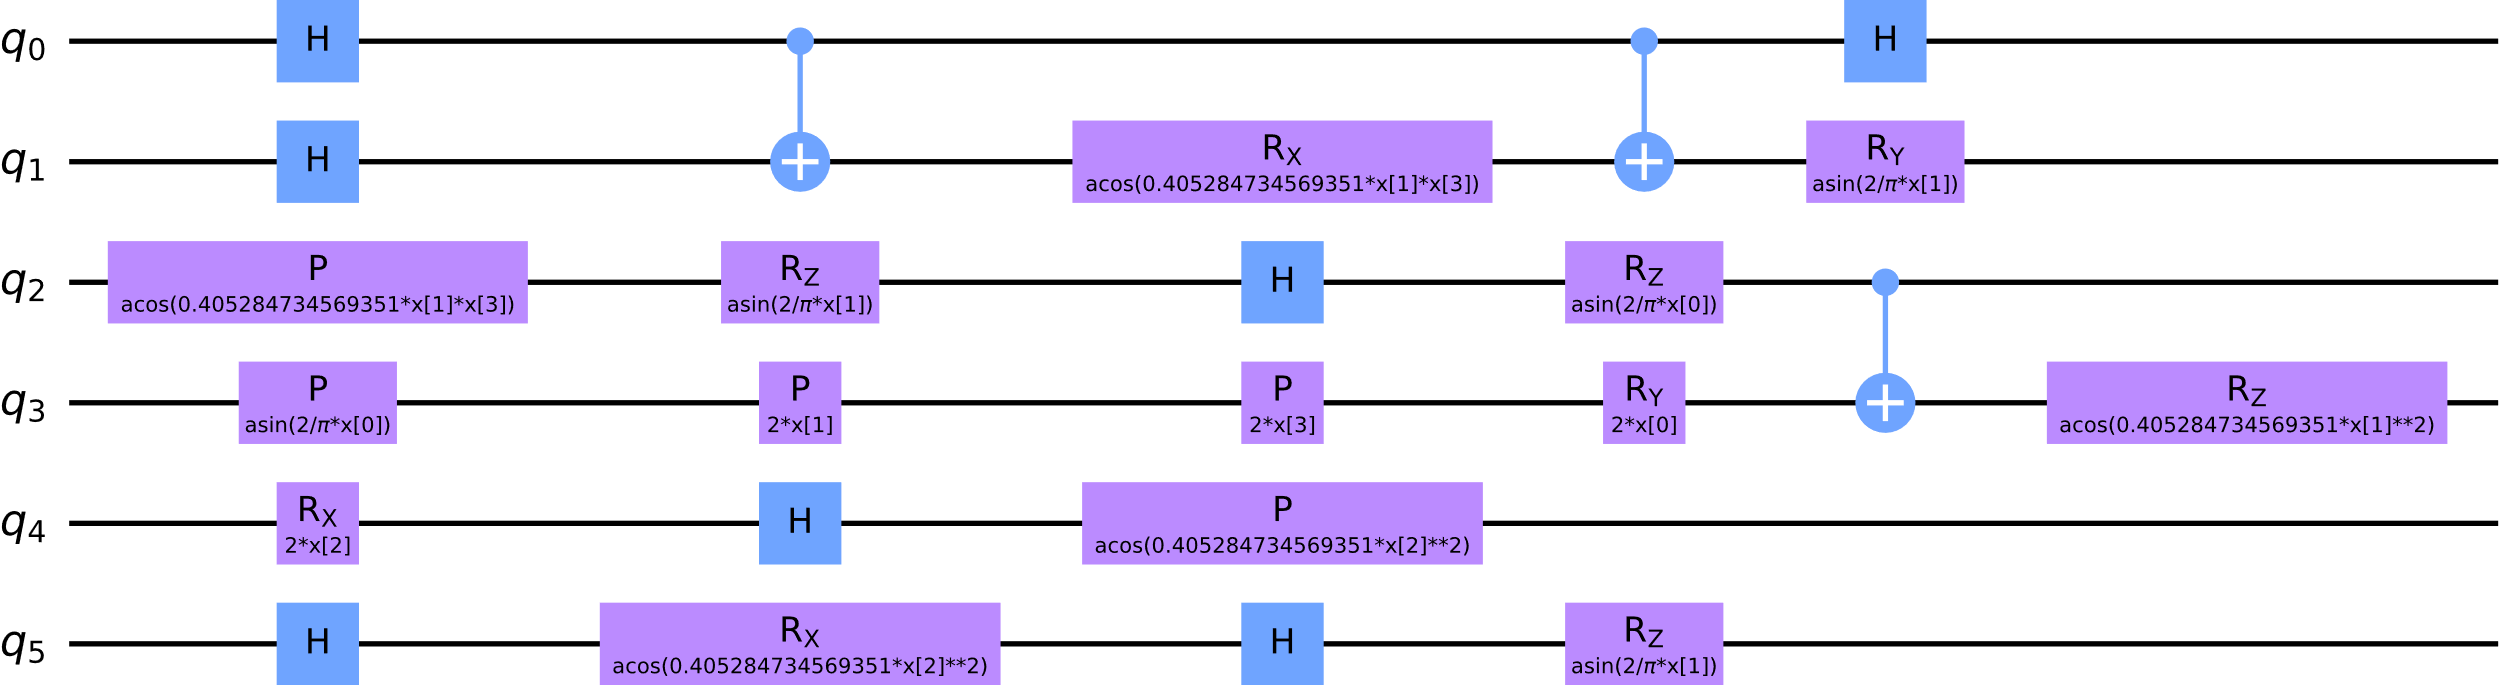 q0 H H
q1 H RX RY
acos(0.405284734569351*x[1]*x[3]) asin(2/π*x[1])
q2 P RZ H RZ
acos(0.405284734569351*x[1]*x[3]) asin(2/π*x[1]) asin(2/π*x[0])
q3 P P P RY RZ
asin(2/π*x[0]) 2*x[1] 2*x[3] 2*x[0] acos(0.405284734569351*x[1]**2)
q4 RX H P
2*x[2] acos(0.405284734569351*x[2]**2)
q5 H RX H RZ
acos(0.405284734569351*x[2]**2) asin(2/π*x[1])